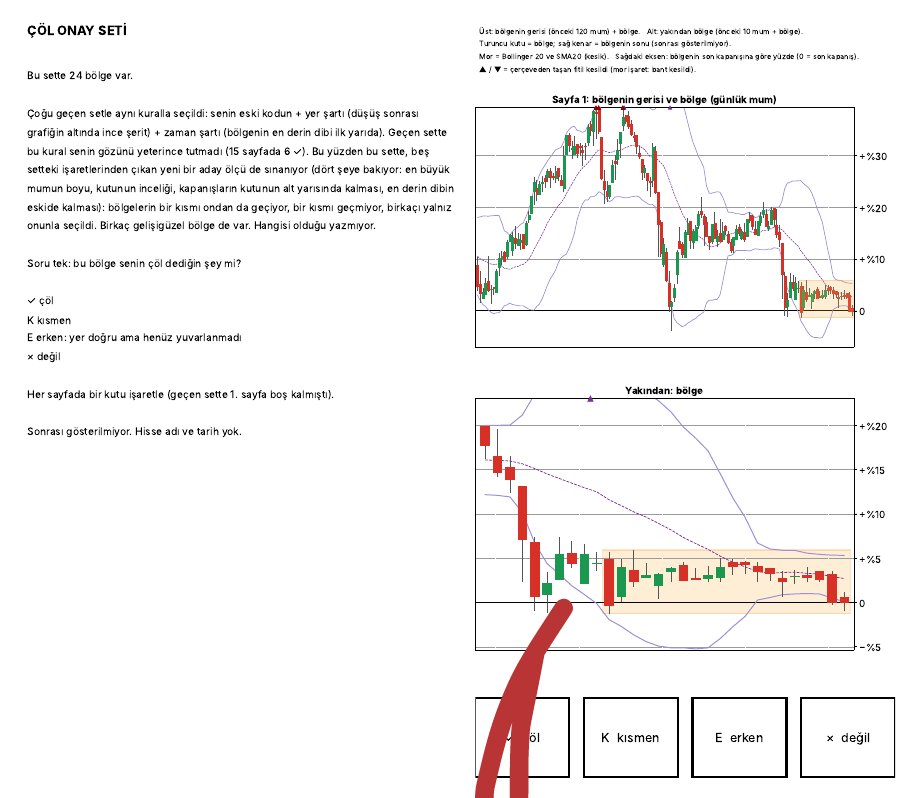 ÇÖL ONAY SETİ
Bu sette 24 bölge var.
Çoğu geçen setle aynı kuralla seçildi: senin eski kodun + yer şartı (düşüş sonrası
grafiğin altında ince şerit) + zaman şartı (bölgenin en derin dibi ilk yarıda). Geçen sette
bu kural senin gözünü yeterince tutmadı (15 sayfada 6 ✓). Bu yüzden bu sette, beş
setteki işaretlerinden çıkan yeni bir aday ölçü de sınanıyor (dört şeye bakıyor: en büyük
mumun boyu, kutunun inceliği, kapanışların kutunun alt yarısında kalması, en derin dibin
eskide kalması): bölgelerin bir kısmı ondan da geçiyor, bir kısmı geçmiyor, birkaçı yalnız
onunla seçildi. Birkaç gelişigüzel bölge de var. Hangisi olduğu yazmıyor.
Soru tek: bu bölge senin çöl dediğin şey mi?
✓ çöl
K kısmen
E erken: yer doğru ama henüz yuvarlanmadı
× değil
Her sayfada bir kutu işaretle (geçen sette 1. sayfa boş kalmıştı).
Sonrası gösterilmiyor. Hisse adı ve tarih yok.
Üst: bölgenin gerisi (önceki 120 mum) + bölge. Alt: yakından bölge (önceki 10 mum + bölge).
Turuncu kutu = bölge; sağ kenar = bölgenin sonu (sonrası gösterilmiyor).
Mor = Bollinger 20 ve SMA20 (kesik). Sağdaki eksen: bölgenin son kapanışına göre yüzde (0 = son kapanış).
▲ / ▼ = çerçeveden taşan fitil kesildi (mor işaret: bant kesildi).
Sayfa 1: bölgenin gerisi ve bölge (günlük mum)
+%30
+%20
+%10
0
Yakından: bölge
+%20
+%15
+%10
+%5
0
−%5
K kısmen
E erken
× değil